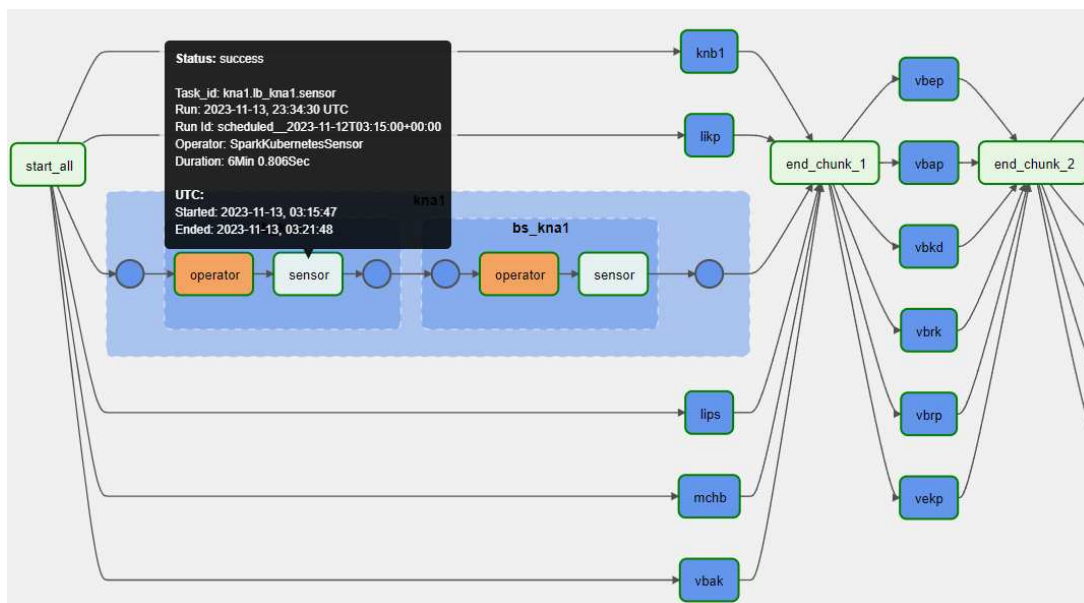 Status: success
Task_id: kna1.lb_kna1.sensor
Run: 2023-11-13, 23:34:30 UTC
Run Id: scheduled__2023-11-12T03:15:00+00:00
Operator: SparkKubernetesSensor
Duration: 6Min 0.806Sec
UTC:
Started: 2023-11-13, 03:15:47
Ended: 2023-11-13, 03:21:48
start_all
kna1
operator
sensor
bs_kna1
operator
sensor
knb1
likp
lips
mchb
vbak
end_chunk_1
vbep
vbap
vbkd
vbrk
vbrp
vekp
end_chunk_2